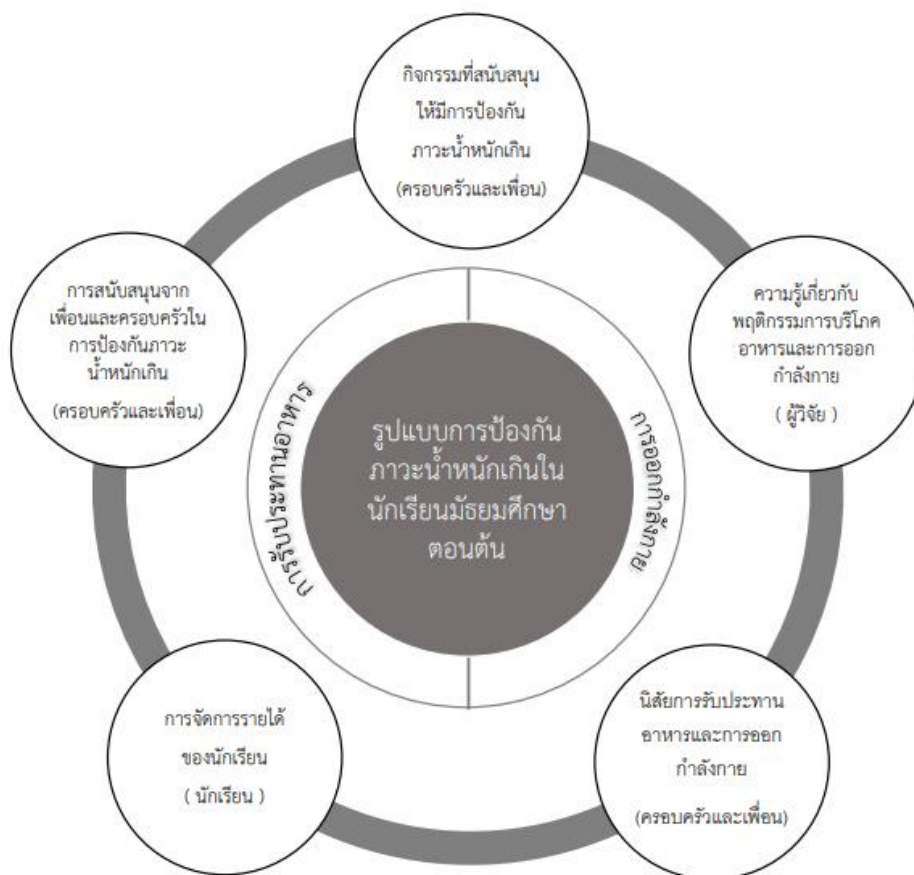 กิจกรรมที่สนับสนุน
ให้มีการป้องกัน
ภาวะน้ำหนักเกิน
(ครอบครัวและเพื่อน)
การสนับสนุนจาก
เพื่อนและครอบครัวใน
การป้องกันภาวะ
น้ำหนักเกิน
(ครอบครัวและเพื่อน)
ความรู้เกี่ยวกับ
พฤติกรรมการบริโภค
อาหารและการออก
กำลังกาย
( ผู้วิจัย )
การรับประทานอาหาร
รูปแบบการป้องกัน
ภาวะน้ำหนักเกินใน
นักเรียนมัธยมศึกษา
ตอนต้น
การออกกำลังกาย
การจัดการรายได้
ของนักเรียน
( นักเรียน )
นิสัยการรับประทาน
อาหารและการออก
กำลังกาย
(ครอบครัวและเพื่อน)